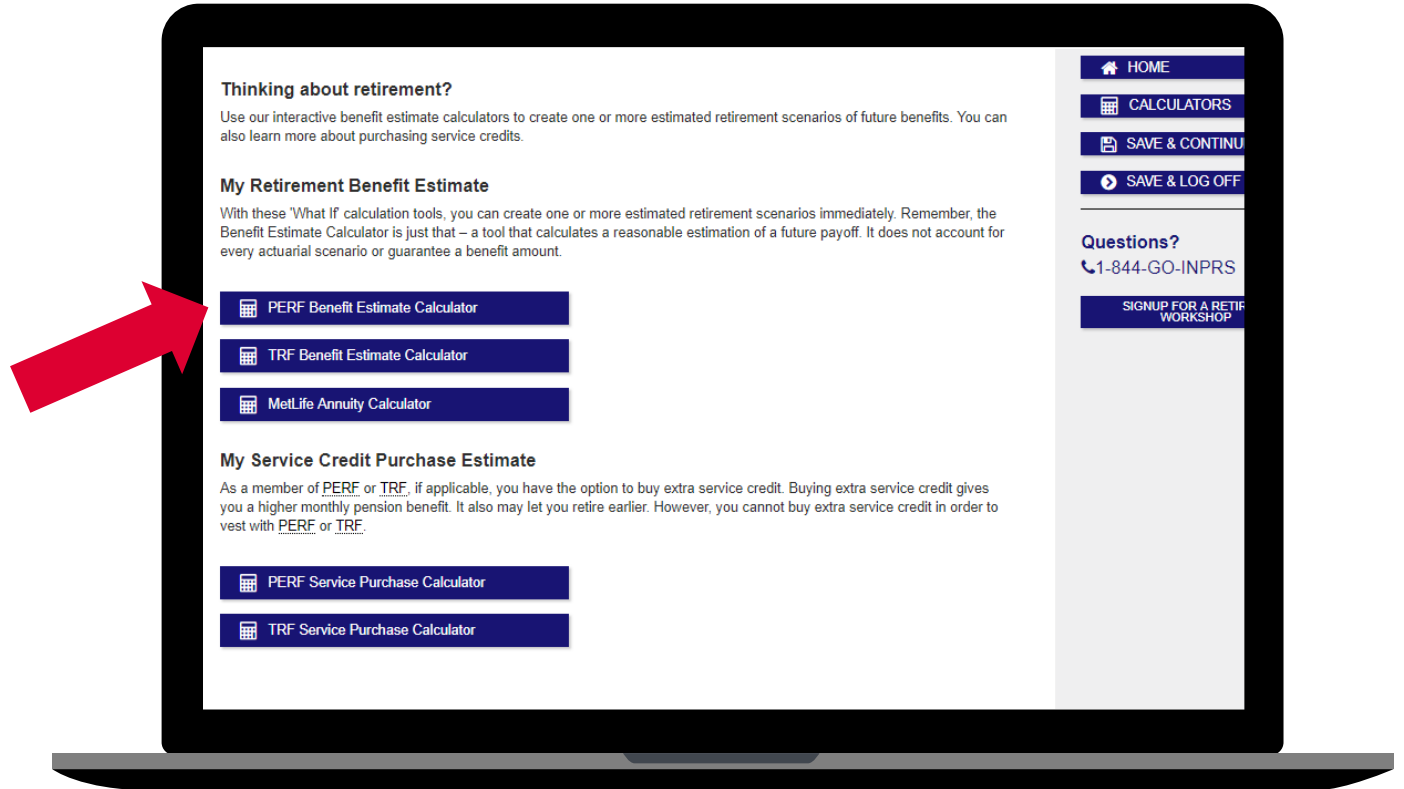 Thinking about retirement?
Use our interactive benefit estimate calculators to create one or more estimated retirement scenarios of future benefits. You can
also learn more about purchasing service credits.
My Retirement Benefit Estimate
With these 'What If' calculation tools, you can create one or more estimated retirement scenarios immediately. Remember, the
Benefit Estimate Calculator is just that – a tool that calculates a reasonable estimation of a future payoff. It does not account for
every actuarial scenario or guarantee a benefit amount.
PERF Benefit Estimate Calculator
TRF Benefit Estimate Calculator
MetLife Annuity Calculator
My Service Credit Purchase Estimate
As a member of PERF or TRF, if applicable, you have the option to buy extra service credit. Buying extra service credit gives
you a higher monthly pension benefit. It also may let you retire earlier. However, you cannot buy extra service credit in order to
vest with PERF or TRF.
PERF Service Purchase Calculator
TRF Service Purchase Calculator
HOME
CALCULATORS
SAVE & CONTINU
SAVE & LOG OFF
Questions?
1-844-GO-INPRS
SIGNUP FOR A RETIR
WORKSHOP